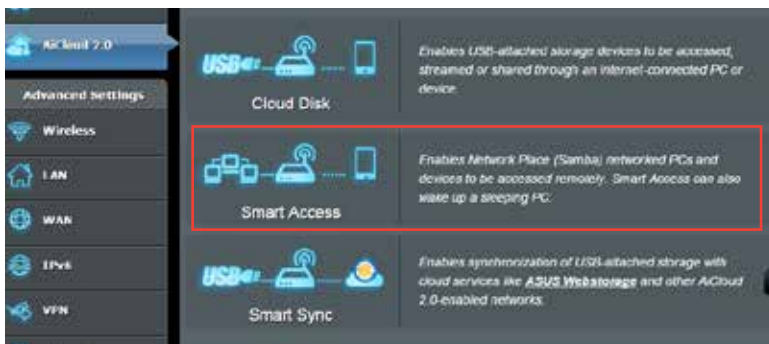 AiCloud 2.0
Advanced Settings
Wireless
LAN
WAN
IPv6
VPN
USB
Cloud Disk
Enables USB-attached storage devices to be accessed,
streamed or shared through an internet-connected PC or
device.
Smart Access
Enables Network Place (Samba) networked PCs and
devices to be accessed remotely. Smart Access can also
wake up a sleeping PC.
USB
Smart Sync
Enables synchronization of USB-attached storage with
cloud services like ASUS Webstorage and other AiCloud
2.0-enabled networks.